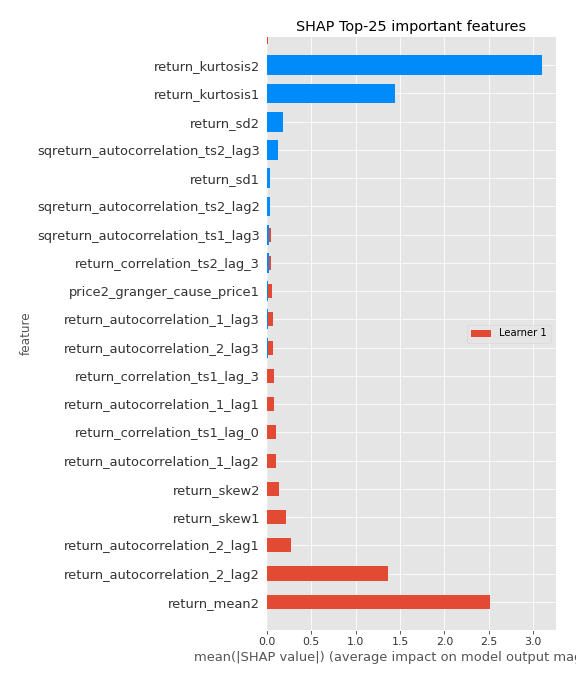 SHAP Top-25 important features
return_kurtosis2
return_kurtosis1
return_sd2
sqreturn_autocorrelation_ts2_lag3
return_sd1
sqreturn_autocorrelation_ts2_lag2
sqreturn_autocorrelation_ts1_lag3
return_correlation_ts2_lag_3
price2_granger_cause_price1
return_autocorrelation_1_lag3
return_autocorrelation_2_lag3
return_correlation_ts1_lag_3
return_autocorrelation_1_lag1
return_correlation_ts1_lag_0
return_autocorrelation_1_lag2
return_skew2
return_skew1
return_autocorrelation_2_lag1
return_autocorrelation_2_lag2
return_mean2
feature
Learner 1
0.0 0.5 1.0 1.5 2.0 2.5 3.0
mean(|SHAP value|) (average impact on model output mag